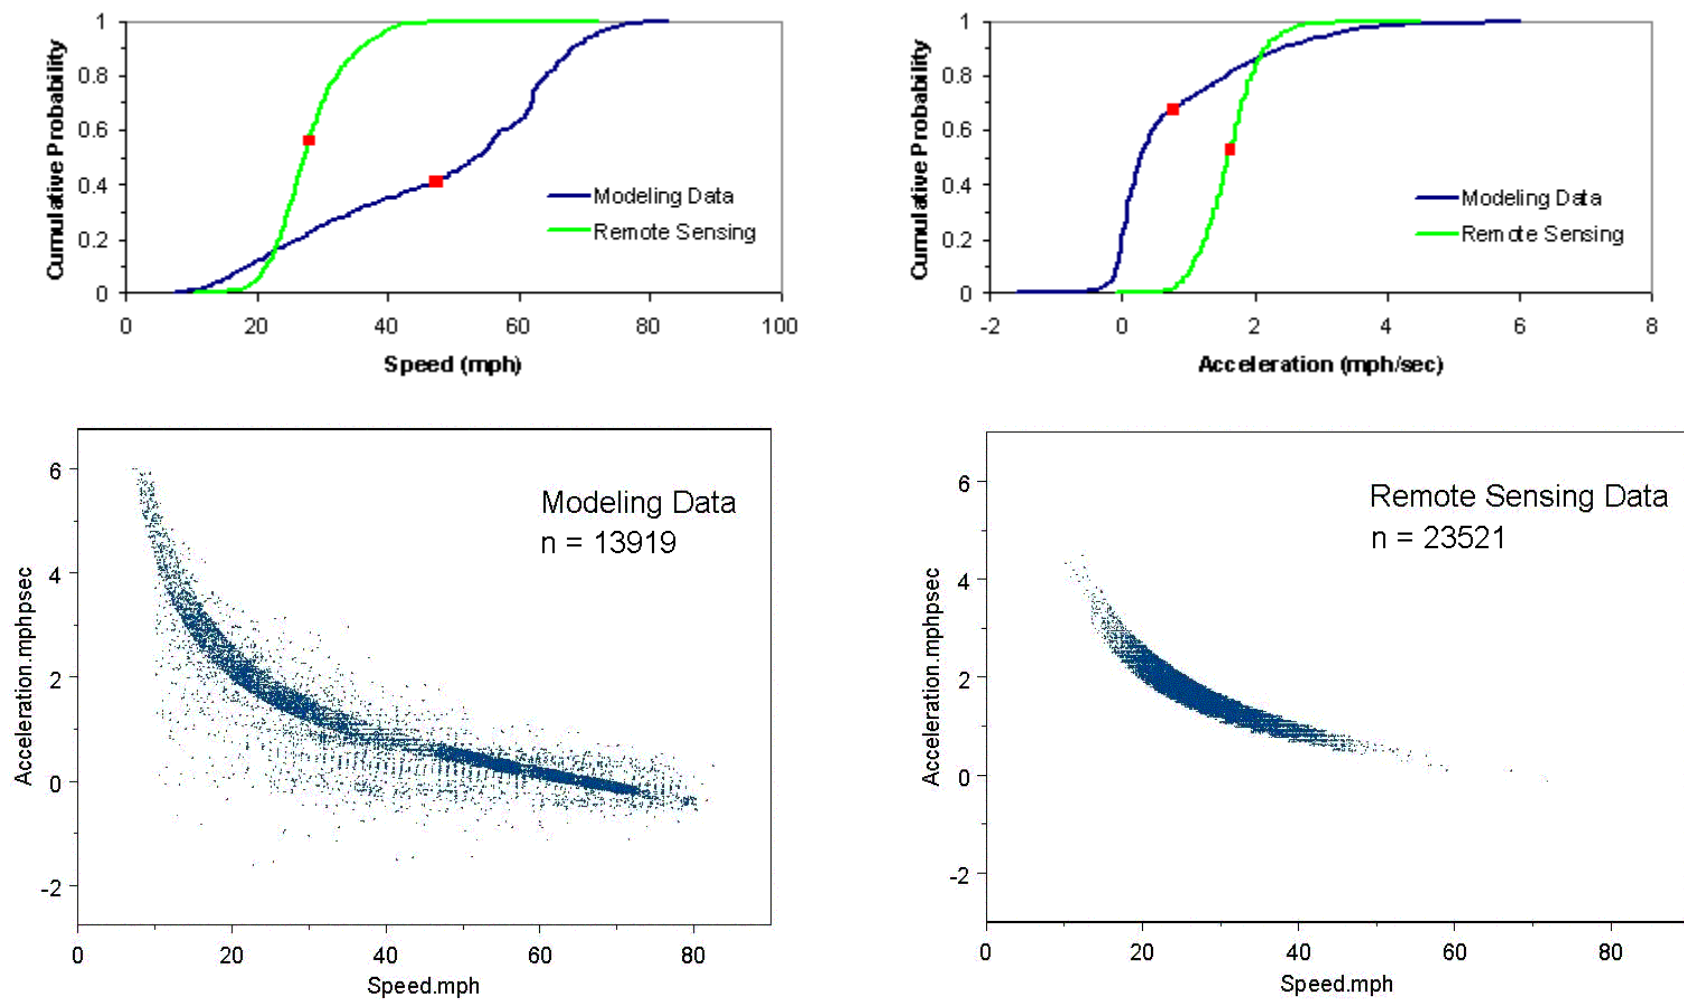 1
0.8
0.6
0.4
0.2
0
Cumulative Probability
Modeling Data
Remote Sensing
0 20 40 60 80 100
Speed (mph)
1
0.8
0.6
0.4
0.2
0
Cumulative Probability
Modeling Data
Remote Sensing
-2 0 2 4 6 8
Acceleration (mph/sec)
6
4
2
0
-2
Acceleration.mphpsec
Modeling Data
n = 13919
0 20 40 60 80
Speed.mph
6
4
2
0
-2
Acceleration.mphpsec
Remote Sensing Data
n = 23521
0 20 40 60 80
Speed.mph